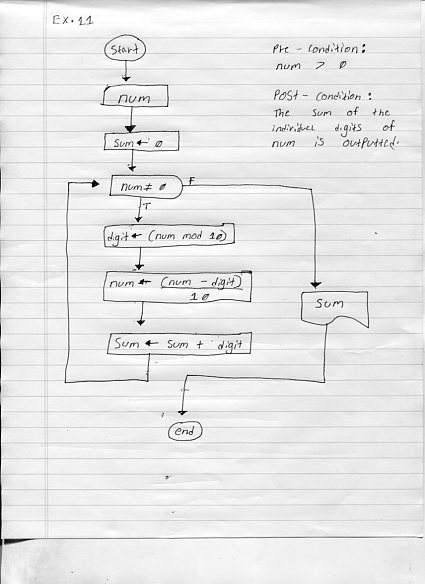 Ex. 11
Start
Pre - condition:
num > 0
num
Post - condition:
The sum of the
individual digits of
num is outputted.
Sum ← 0
num ≠ 0
F
T
digit ← (num mod 10)
num ← (num - digit)
10
Sum
Sum ← Sum + digit
end